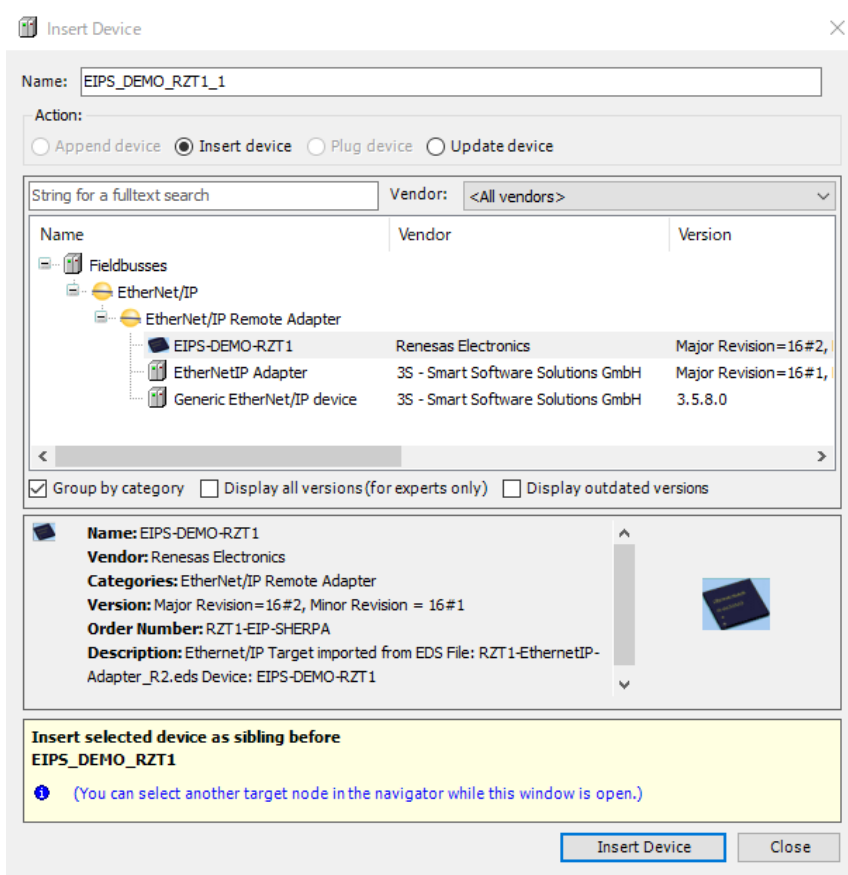 Insert Device
Name: EIPS_DEMO_RZT1_1
Action:
Append device Insert device Plug device Update device
String for a fulltext search Vendor: <All vendors>
Name Vendor Version
Fieldbusses
EtherNet/IP
EtherNet/IP Remote Adapter
EIPS-DEMO-RZT1 Renesas Electronics Major Revision=16#2,
EtherNetIP Adapter 3S - Smart Software Solutions GmbH Major Revision=16#1,
Generic EtherNet/IP device 3S - Smart Software Solutions GmbH 3.5.8.0
Group by category Display all versions (for experts only) Display outdated versions
Name: EIPS-DEMO-RZT1
Vendor: Renesas Electronics
Categories: EtherNet/IP Remote Adapter
Version: Major Revision=16#2, Minor Revision = 16#1
Order Number: RZT1-EIP-SHERPA
Description: Ethernet/IP Target imported from EDS File: RZT1-EthernetIP-
Adapter_R2.eds Device: EIPS-DEMO-RZT1
Insert selected device as sibling before
EIPS_DEMO_RZT1
(You can select another target node in the navigator while this window is open.)
Insert Device Close